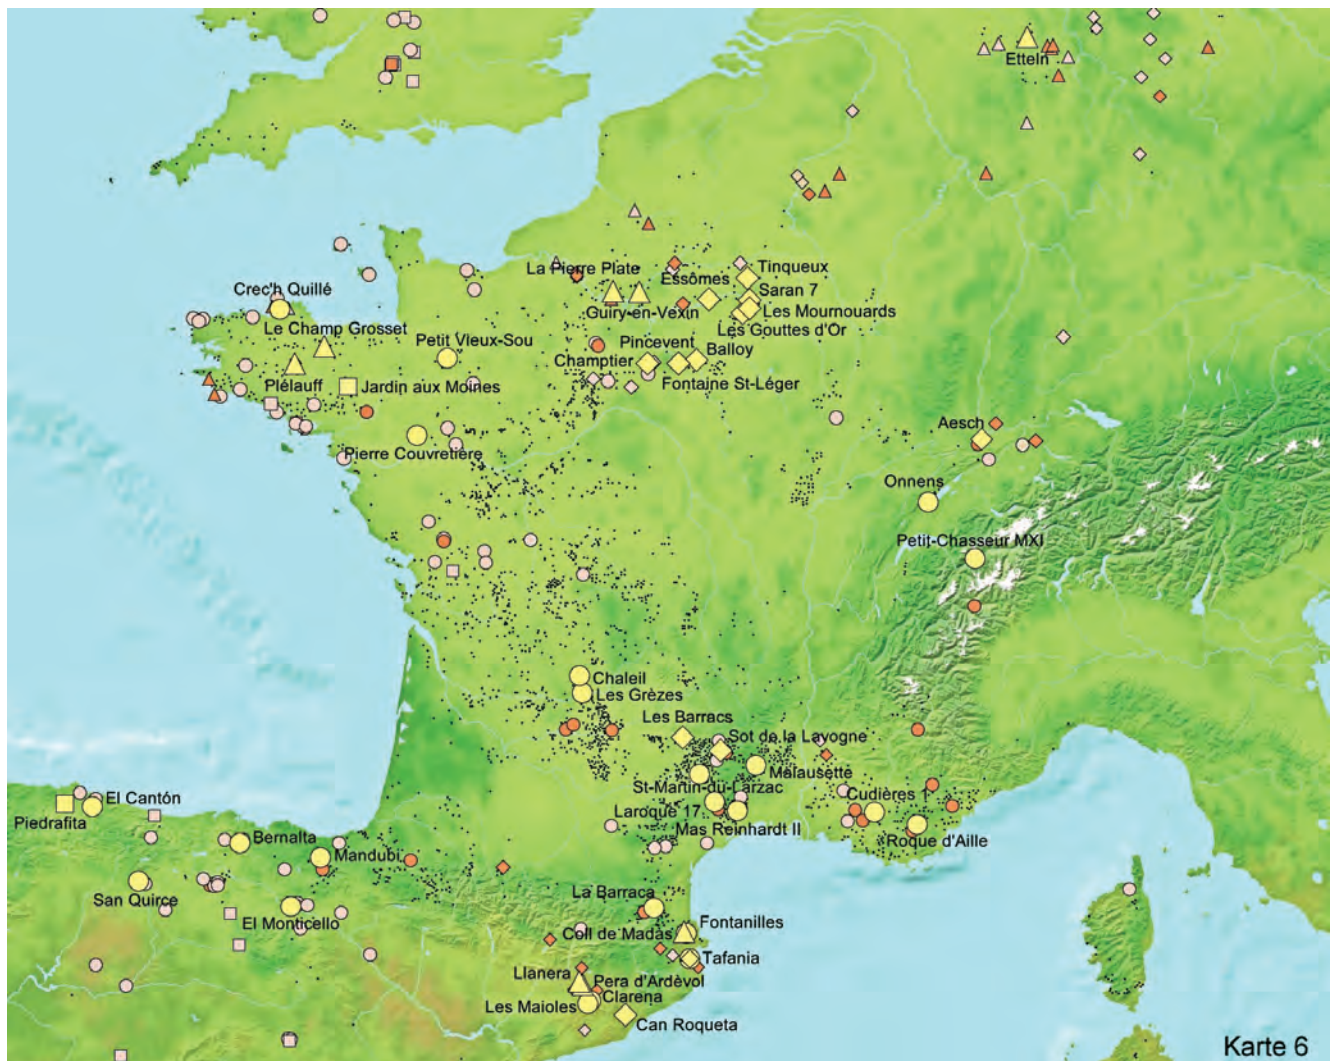 Etteln
La Pierre Plate
Essômes
Tinqueux
Crec'h Quillé
Saran 7
Guiry-en-Vexin
Les Mournouards
Le Champ Grosset
Les Gouttes d'Or
Petit Vieux-Sou
Pincevent
Balloy
Champtier
Plélauff
Jardin aux Moines
Fontaine St-Léger
Aesch
Pierre Couvretière
Onnens
Petit-Chasseur MXI
Chaleil
Les Grèzes
Les Barracs
Sot de la Lavogne
Malausette
St-Martin-du-Larzac
Cudières 1
El Cantón
Laroque 17
Piedrafita
Mas Reinhardt II
Bernalta
Roque d'Aille
Mandubi
La Barraca
San Quirce
El Monticello
Fontanilles
Coll de Madàs
Tafania
Llanera
Pera d'Ardèvol
Clarena
Les Maioles
Can Roqueta
Karte 6